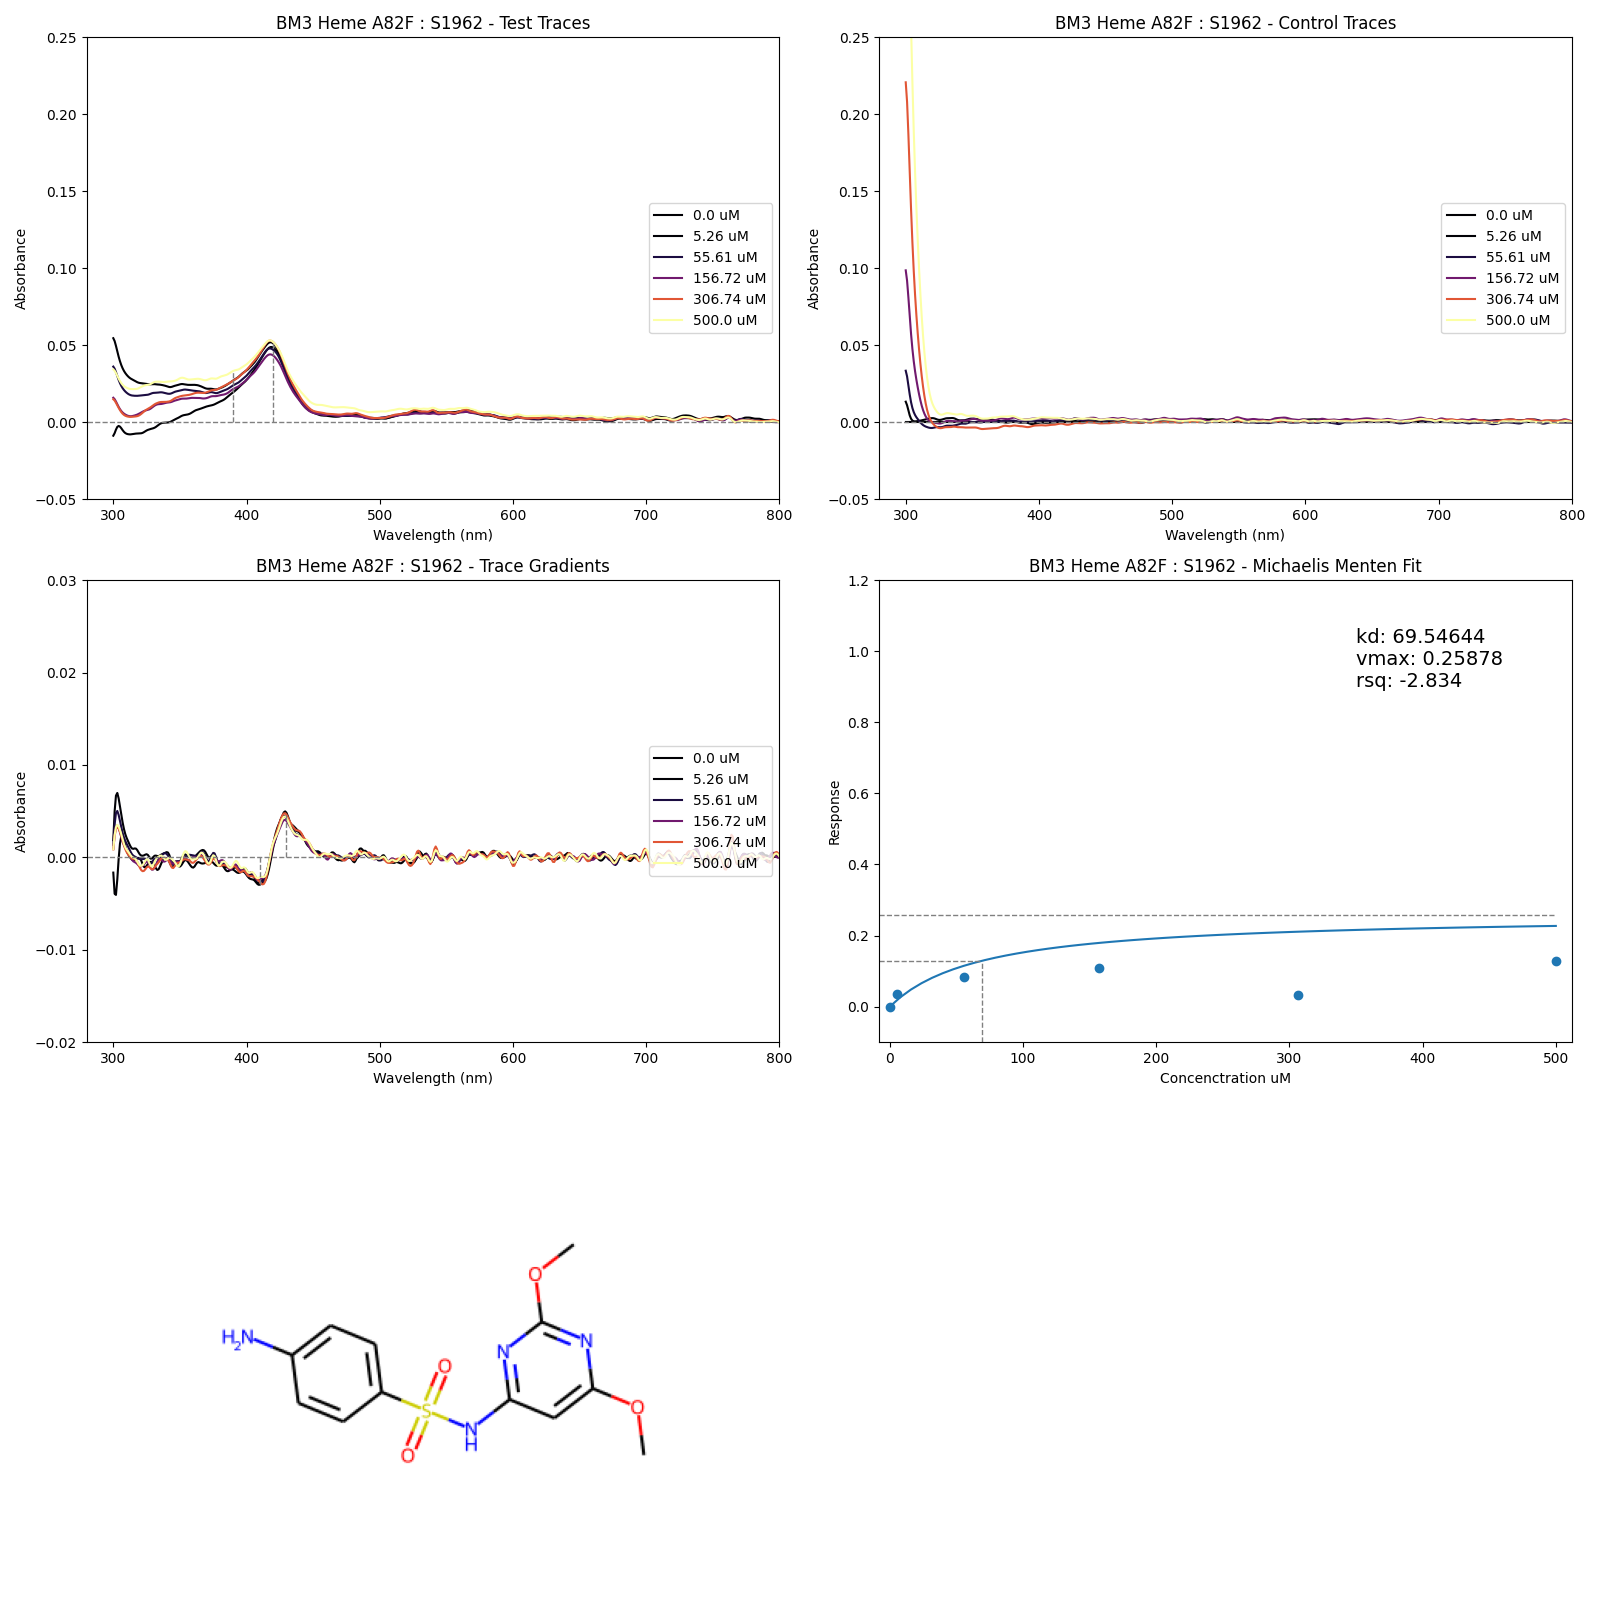 BM3 Heme A82F : S1962 - Test Traces
0.25
0.20
0.15
0.10
0.05
0.00
−0.05
Absorbance
0.0 uM
5.26 uM
55.61 uM
156.72 uM
306.74 uM
500.0 uM
300 400 500 600 700 800
Wavelength (nm)
BM3 Heme A82F : S1962 - Control Traces
0.25
0.20
0.15
0.10
0.05
0.00
−0.05
Absorbance
0.0 uM
5.26 uM
55.61 uM
156.72 uM
306.74 uM
500.0 uM
300 400 500 600 700 800
Wavelength (nm)
BM3 Heme A82F : S1962 - Trace Gradients
0.03
0.02
0.01
0.00
−0.01
−0.02
Absorbance
0.0 uM
5.26 uM
55.61 uM
156.72 uM
306.74 uM
500.0 uM
300 400 500 600 700 800
Wavelength (nm)
BM3 Heme A82F : S1962 - Michaelis Menten Fit
1.2
1.0
0.8
0.6
0.4
0.2
0.0
Response
kd: 69.54644
vmax: 0.25878
rsq: -2.834
0 100 200 300 400 500
Concenctration uM
O
H2N
N
N
O
S
O
N
H
O